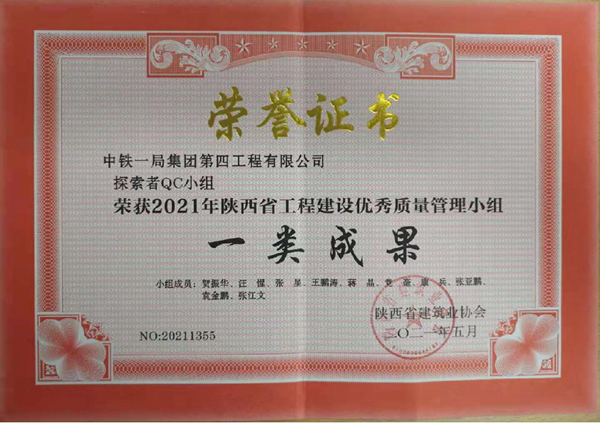 荣誉证书
中铁一局集团第四工程有限公司
探索者QC小组
荣获2021年陕西省工程建设优秀质量管理小组
一类成果
小组成员：贺振华、汪 张 星、王鹏涛、蒋 晶、党 康 兵、张亚鹏、
袁金鹏、张江文
陕西省建筑业协会
NO:20211355
二〇二一年五月